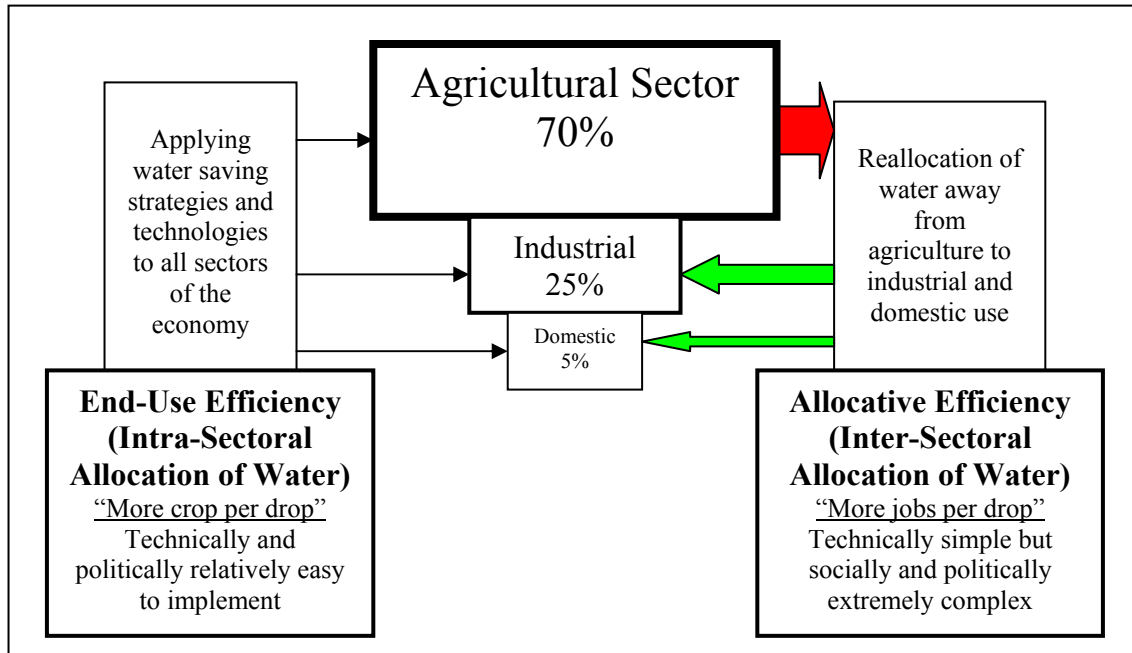 Applying
water saving
strategies and
technologies
to all sectors
of the
economy
End-Use Efficiency
(Intra-Sectoral
Allocation of Water)
“More crop per drop”
Technically and
politically relatively easy
to implement
Agricultural Sector
70%
Industrial
25%
Domestic
5%
Reallocation of
water away
from
agriculture to
industrial and
domestic use
Allocative Efficiency
(Inter-Sectoral
Allocation of Water)
“More jobs per drop”
Technically simple but
socially and politically
extremely complex